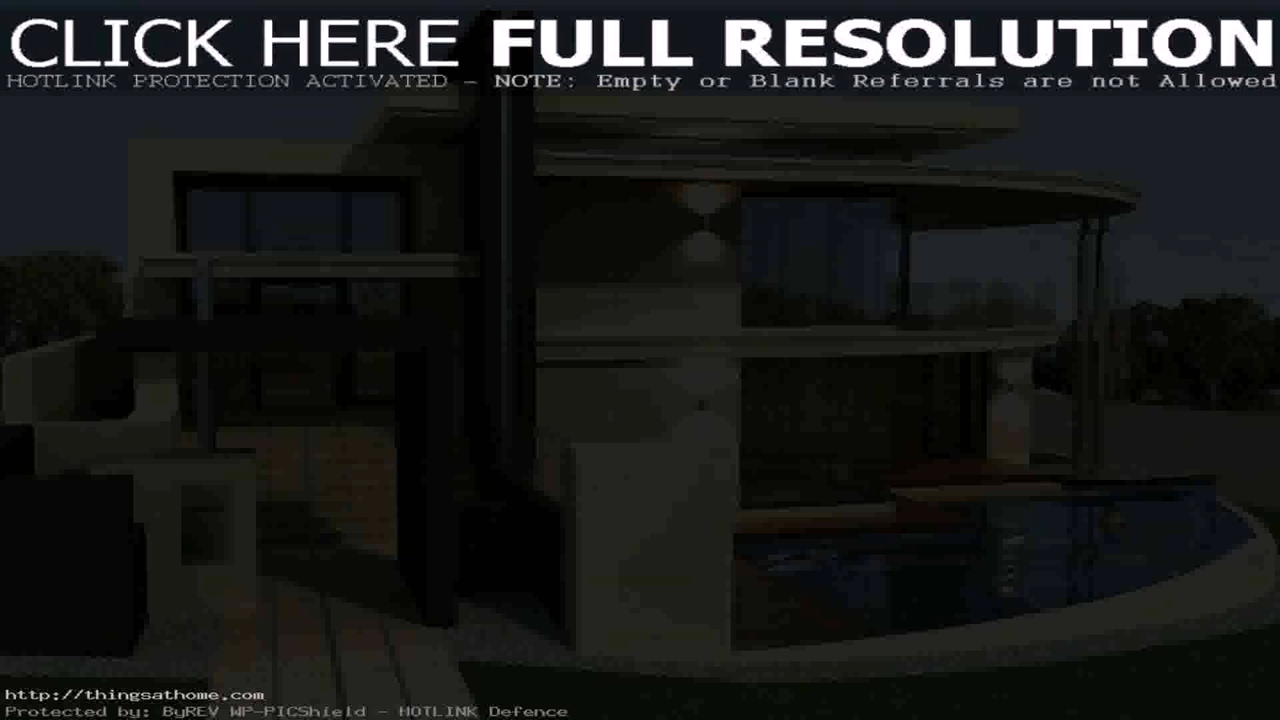 CLICK HERE FULL RESOLUTION
HOTLINK PROTECTION ACTIVATED - NOTE: Empty or Blank Referrals are not Allowed
http://thingsathome.com
Protected by: ByREV WP-PICShield - HOTLINK Defence